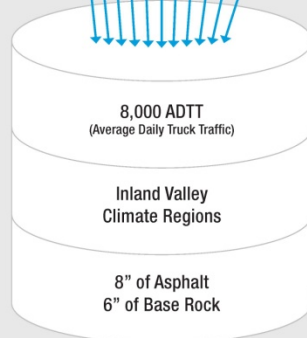 8,000 ADTT
(Average Daily Truck Traffic)
Inland Valley
Climate Regions
8” of Asphalt
6” of Base Rock